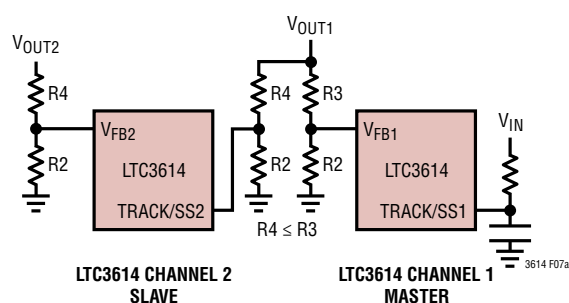 VOUT2
VOUT1
R4
R4
R3
VIN
VFB2
VFB1
R2
LTC3614
R2
R2
LTC3614
TRACK/SS2
TRACK/SS1
R4 ≤ R3
3614 F07a
LTC3614 CHANNEL 2
SLAVE
LTC3614 CHANNEL 1
MASTER